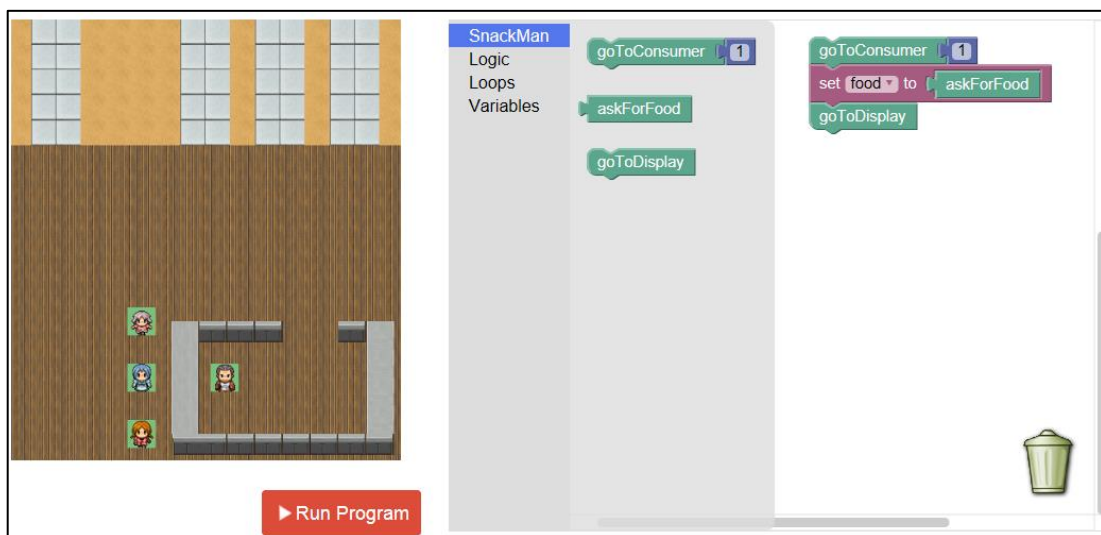 SnackMan
Logic
Loops
Variables
goToConsumer 1
askForFood
goToDisplay
goToConsumer 1
set food to askForFood
goToDisplay
Run Program